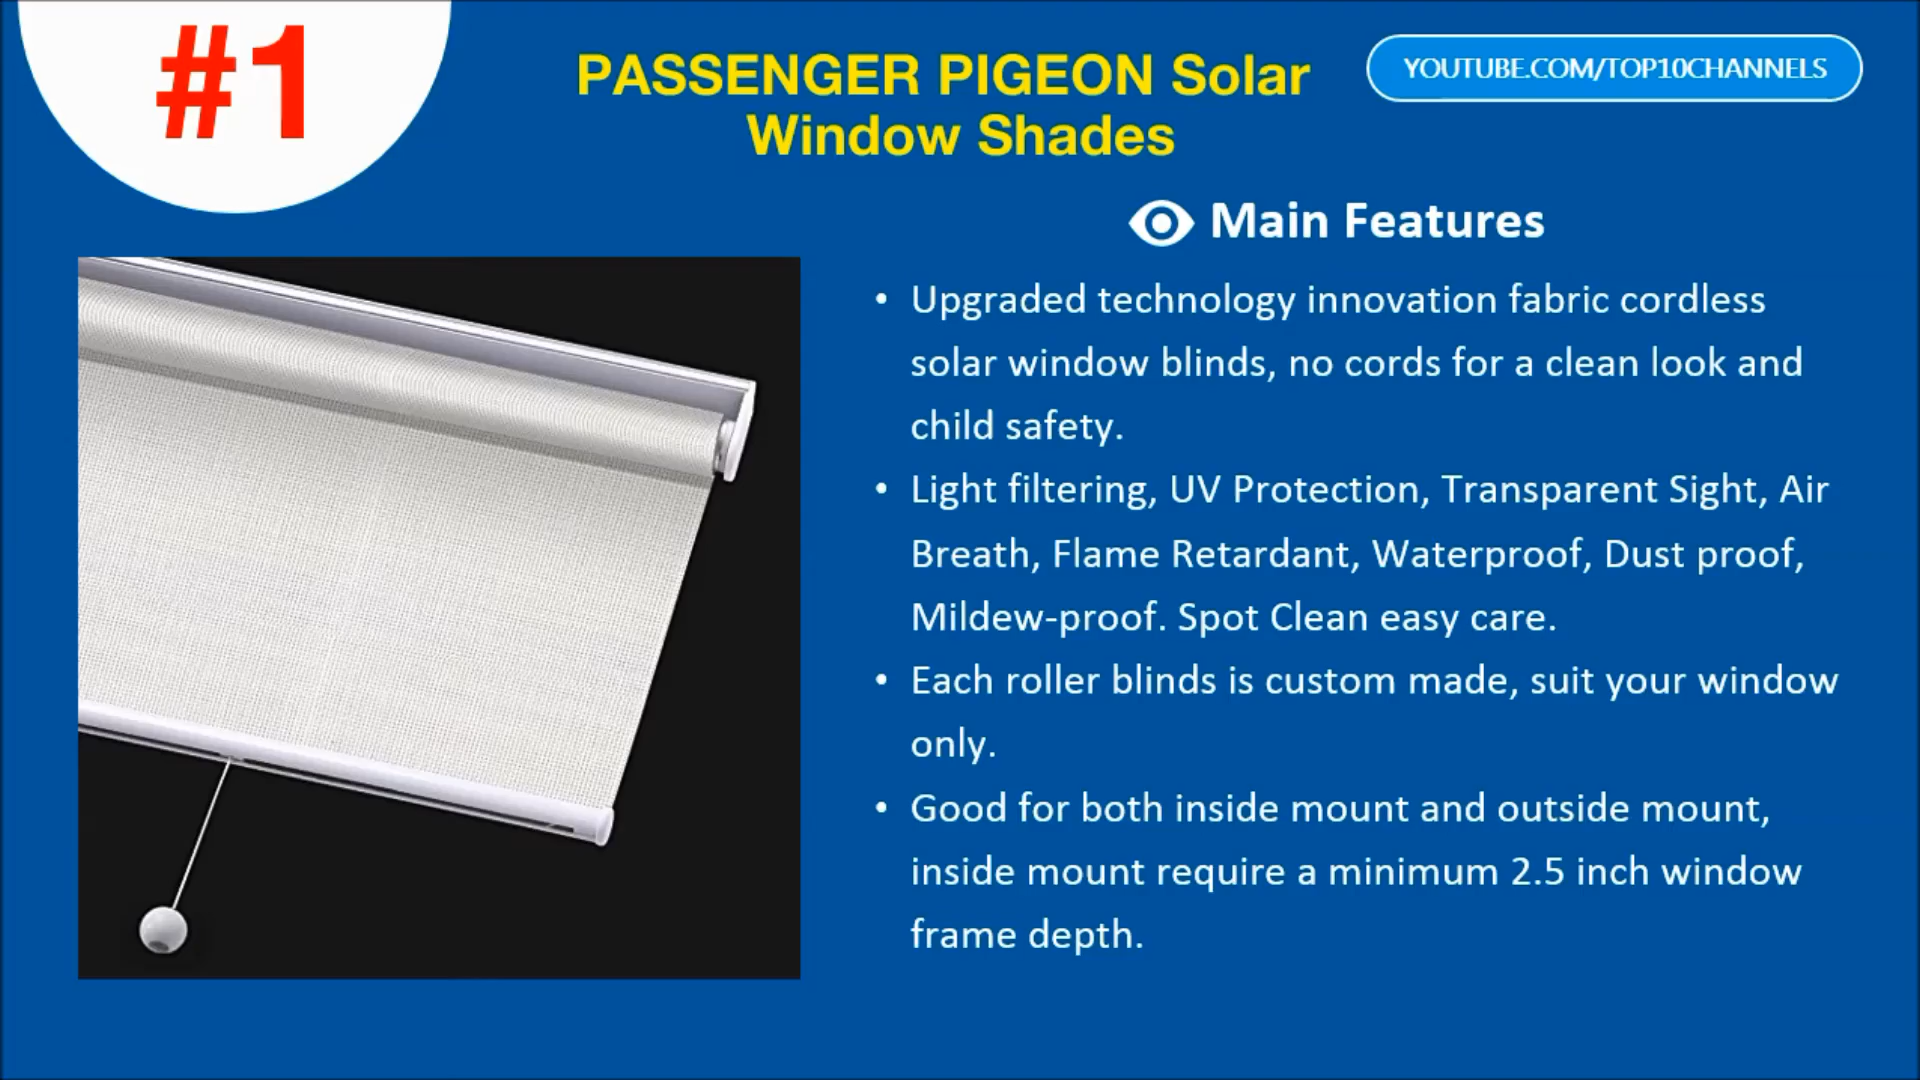 #1
PASSENGER PIGEON Solar
Window Shades
YOUTUBE.COM/TOP10CHANNELS
Main Features
• Upgraded technology innovation fabric cordless
solar window blinds, no cords for a clean look and
child safety.
• Light filtering, UV Protection, Transparent Sight, Air
Breath, Flame Retardant, Waterproof, Dust proof,
Mildew-proof. Spot Clean easy care.
• Each roller blinds is custom made, suit your window
only.
• Good for both inside mount and outside mount,
inside mount require a minimum 2.5 inch window
frame depth.